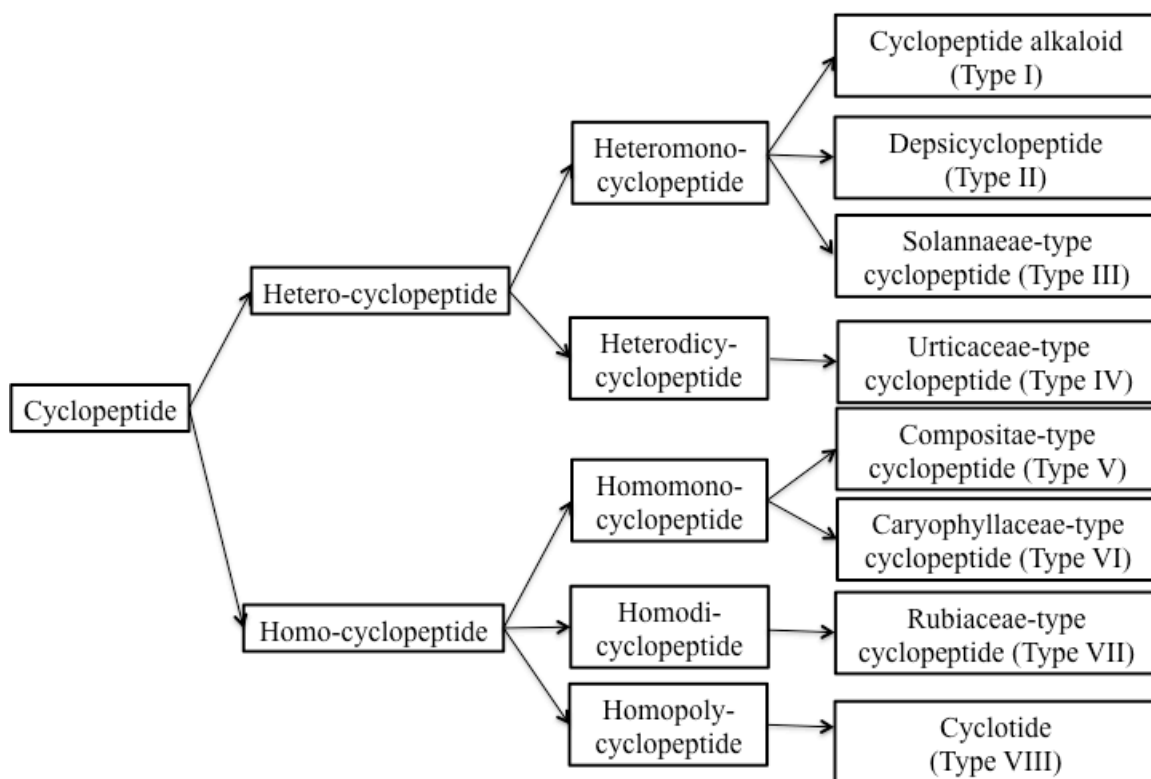 Cyclopeptide
Hetero-cyclopeptide
Homo-cyclopeptide
Heteromono-
cyclopeptide
Heterodicy-
cyclopeptide
Homomono-
cyclopeptide
Homodi-
cyclopeptide
Homopoly-
cyclopeptide
Cyclopeptide alkaloid
(Type I)
Depsicyclopeptide
(Type II)
Solannaeae-type
cyclopeptide (Type III)
Urticaceae-type
cyclopeptide (Type IV)
Compositae-type
cyclopeptide (Type V)
Caryophyllaceae-type
cyclopeptide (Type VI)
Rubiaceae-type
cyclopeptide (Type VII)
Cyclotide
(Type VIII)